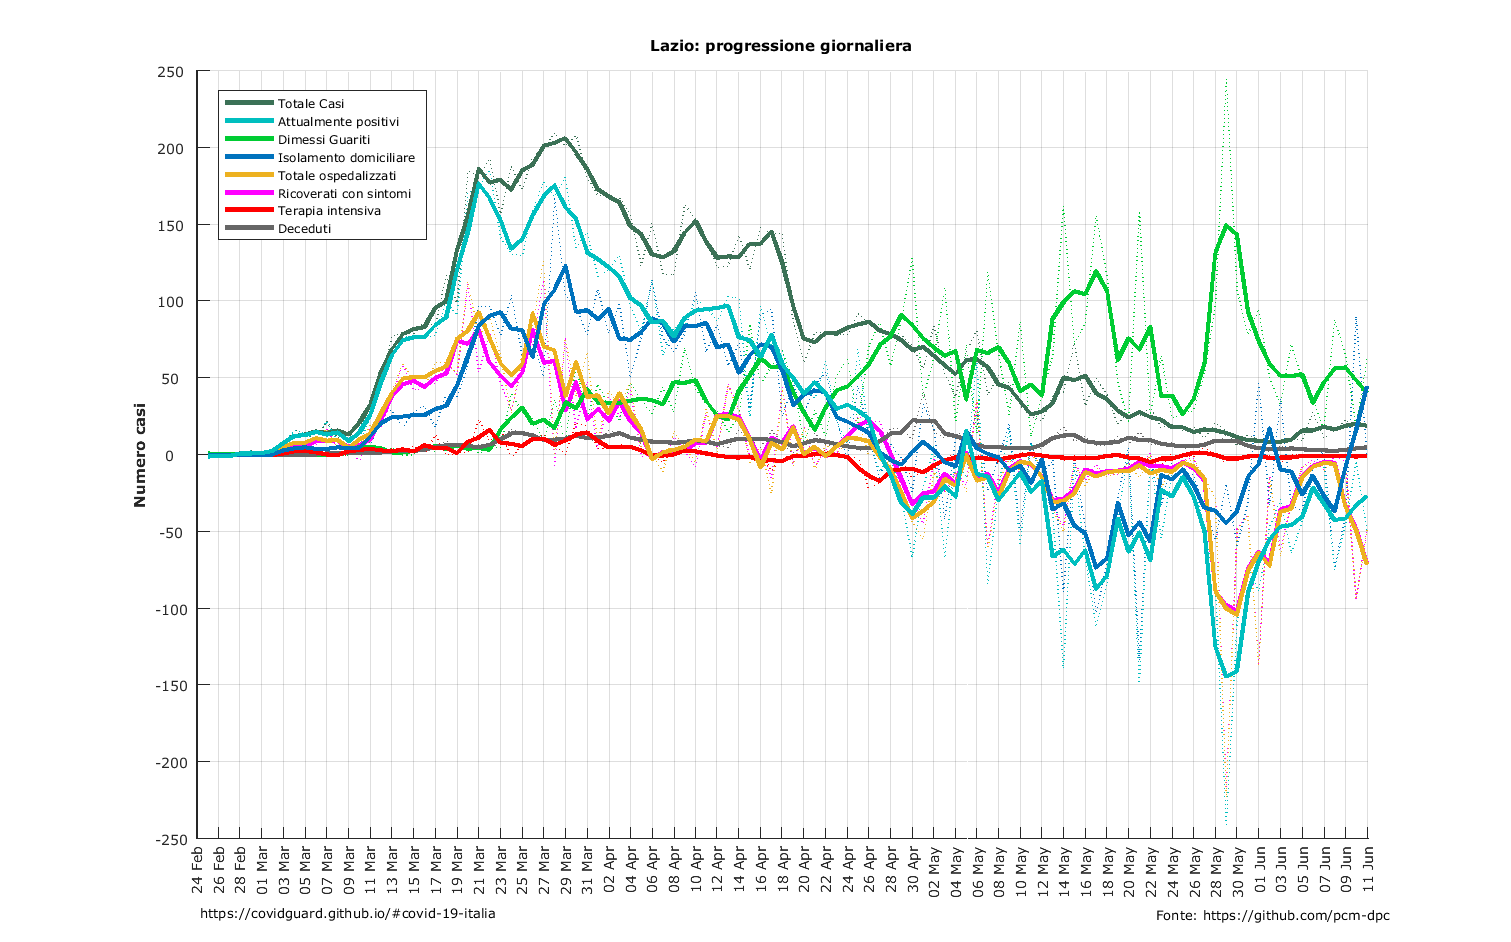 Lazio: progressione giornaliera
250
200
150
100
50
0
-50
-100
-150
-200
-250
Numero casi
Totale Casi
Attualmente positivi
Dimessi Guariti
Isolamento domiciliare
Totale ospedalizzati
Ricoverati con sintomi
Terapia intensiva
Deceduti
24 Feb
26 Feb
28 Feb
01 Mar
03 Mar
05 Mar
07 Mar
09 Mar
11 Mar
13 Mar
15 Mar
17 Mar
19 Mar
21 Mar
23 Mar
25 Mar
27 Mar
29 Mar
31 Mar
02 Apr
04 Apr
06 Apr
08 Apr
10 Apr
12 Apr
14 Apr
16 Apr
18 Apr
20 Apr
22 Apr
24 Apr
26 Apr
28 Apr
30 Apr
02 May
04 May
06 May
08 May
10 May
12 May
14 May
16 May
18 May
20 May
22 May
24 May
26 May
28 May
30 May
01 Jun
03 Jun
05 Jun
07 Jun
09 Jun
11 Jun
https://covidguard.github.io/#covid-19-italia
Fonte: https://github.com/pcm-dpc